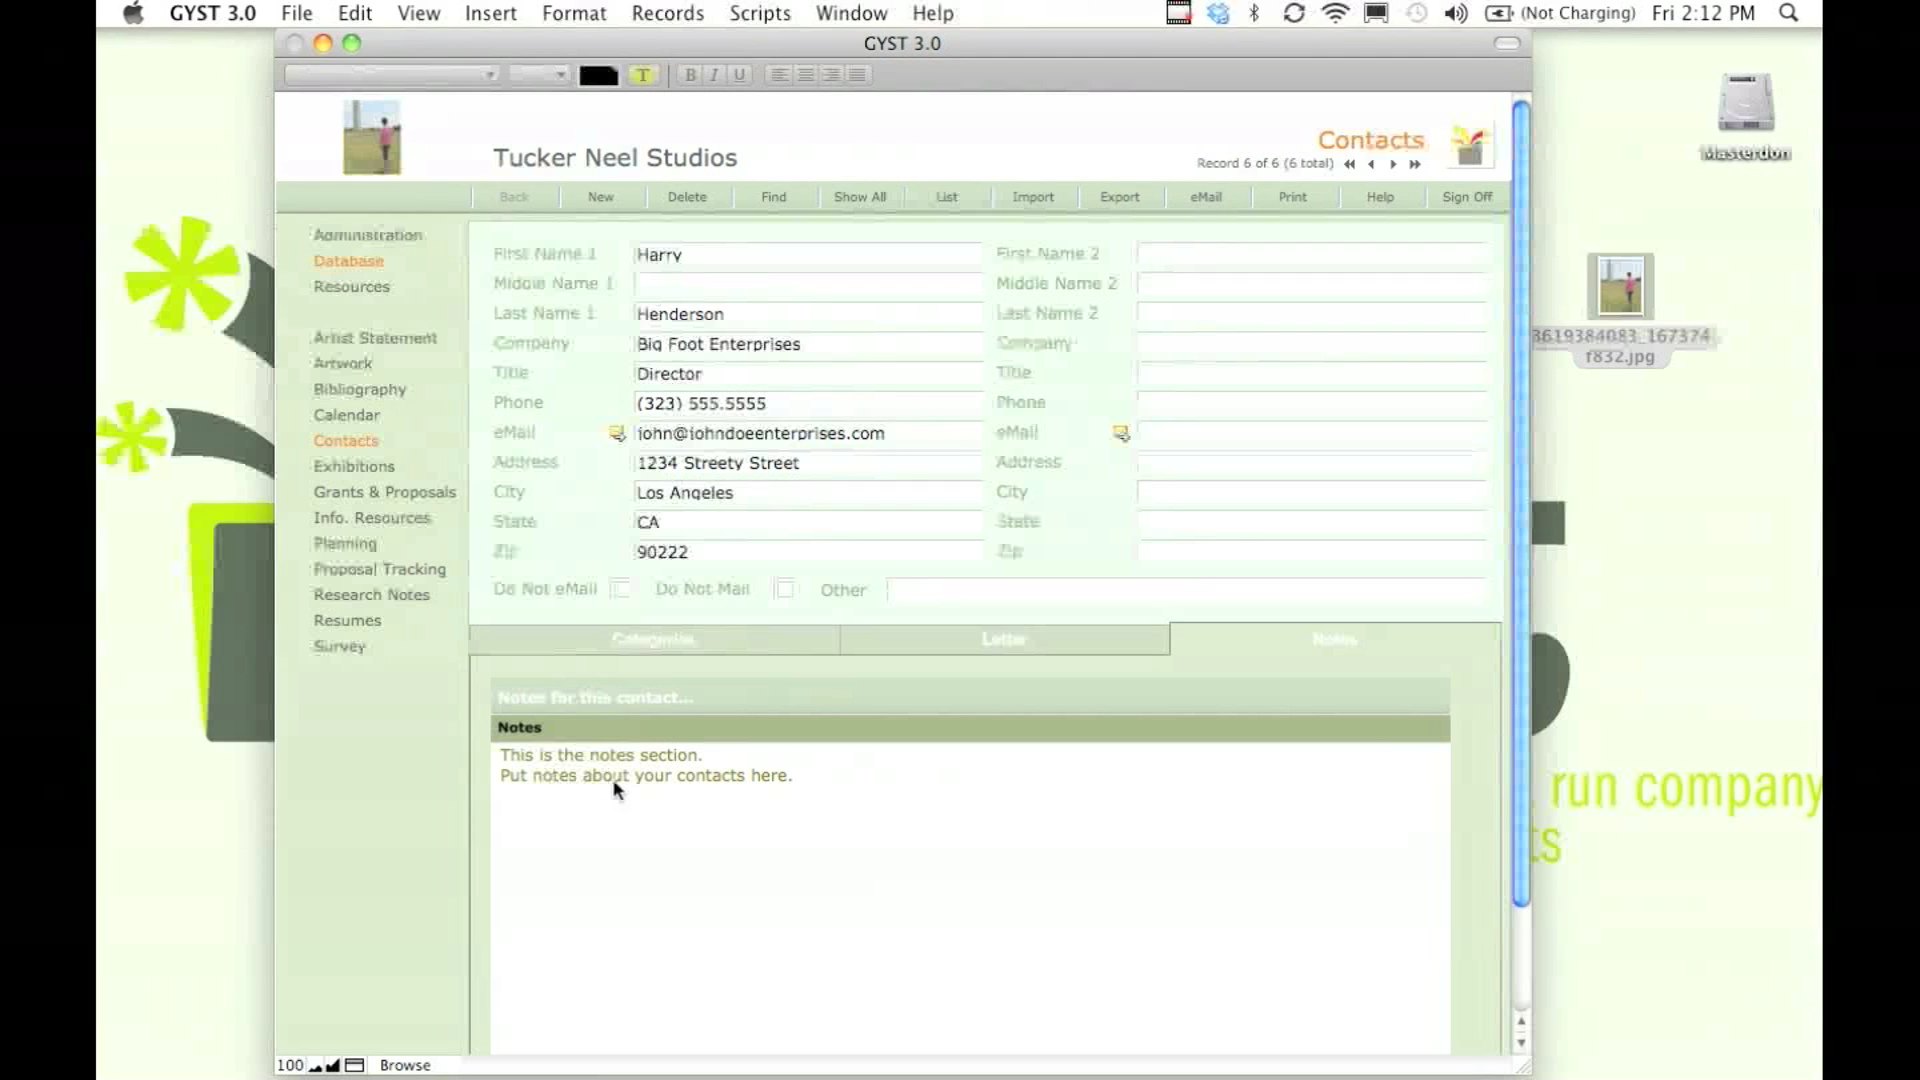 GYST 3.0 File Edit View Insert Format Records Scripts Window Help (Not Charging) Fri 2:12 PM
GYST 3.0
T B I U
Tucker Neel Studios
Contacts
Record 6 of 6 (6 total)
Back New Delete Find Show All List Import Export eMail Print Help Sign Off
Administration
Database
Resources
Artist Statement
Artwork
Bibliography
Calendar
Contacts
Exhibitions
Grants & Proposals
Info. Resources
Planning
Proposal Tracking
Research Notes
Resumes
Survey
First Name 1 Harry First Name 2
Middle Name 1 Middle Name 2
Last Name 1 Henderson Last Name 2
Company Big Foot Enterprises Company
Title Director Title
Phone (323) 555.5555 Phone
eMail john@johndoeenterprises.com eMail
Address 1234 Streety Street Address
City Los Angeles City
State CA State
Zip 90222 Zip
Do Not eMail Do Not Mail Other
Categories Letter Notes
Notes for this contact...
Notes
This is the notes section.
Put notes about your contacts here.
100 Browse
Masterdon
3619384083_167374
f832.jpg
run company
ts